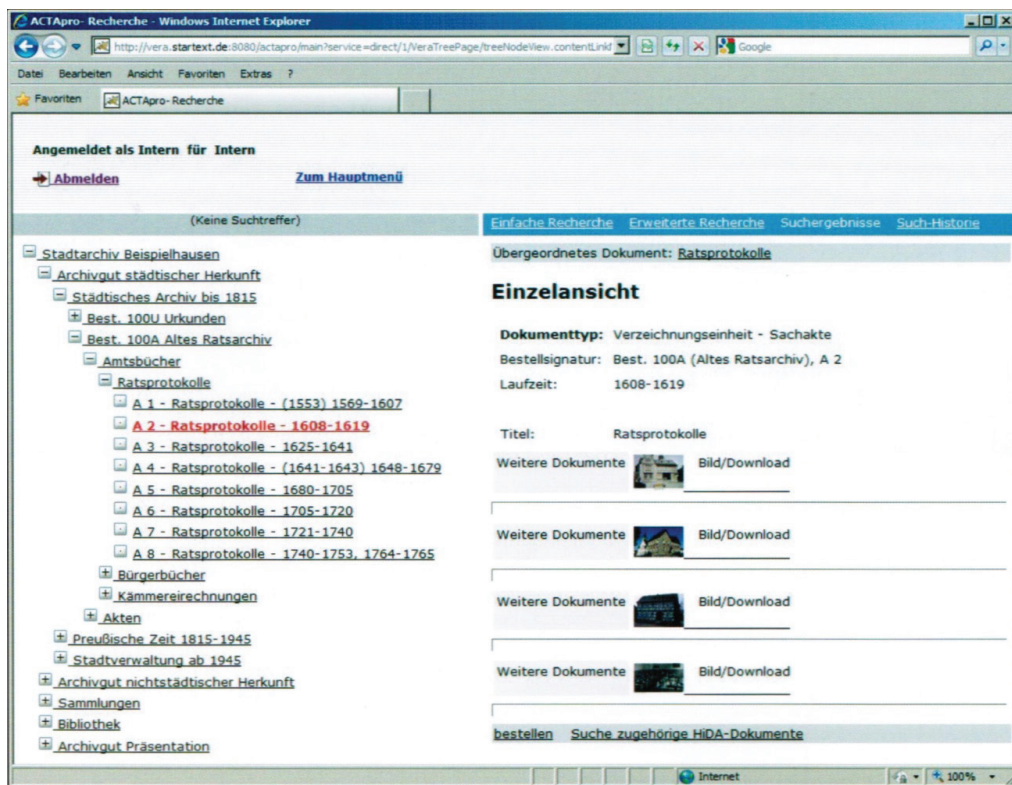 ACTApro- Recherche - Windows Internet Explorer
http://vera.startext.de:8080/actapro/main?service=direct/1/VeraTreePage/treeNodeView.contentLink
Google
Datei Bearbeiten Ansicht Favoriten Extras ?
Favoriten ACTApro- Recherche
Angemeldet als Intern für Intern
Abmelden Zum Hauptmenü
(Keine Suchtreffer)
Stadtarchiv Beispielhausen
Archivgut städtischer Herkunft
Städtisches Archiv bis 1815
Best. 100U Urkunden
Best. 100A Altes Ratsarchiv
Amtsbücher
Ratsprotokolle
A 1 - Ratsprotokolle - (1553) 1569-1607
A 2 - Ratsprotokolle - 1608-1619
A 3 - Ratsprotokolle - 1625-1641
A 4 - Ratsprotokolle - (1641-1643) 1648-1679
A 5 - Ratsprotokolle - 1680-1705
A 6 - Ratsprotokolle - 1705-1720
A 7 - Ratsprotokolle - 1721-1740
A 8 - Ratsprotokolle - 1740-1753, 1764-1765
Bürgerbücher
Kämmereirechnungen
Akten
Preußische Zeit 1815-1945
Stadtverwaltung ab 1945
Archivgut nichtstädtischer Herkunft
Sammlungen
Bibliothek
Archivgut Präsentation
Einfache Recherche Erweiterte Recherche Suchergebnisse Such-Historie
Übergeordnetes Dokument: Ratsprotokolle
Einzelansicht
Dokumenttyp: Verzeichnungseinheit - Sachakte
Bestellsignatur: Best. 100A (Altes Ratsarchiv), A 2
Laufzeit: 1608-1619
Titel: Ratsprotokolle
Weitere Dokumente Bild/Download
Weitere Dokumente Bild/Download
Weitere Dokumente Bild/Download
Weitere Dokumente Bild/Download
bestellen Suche zugehörige HiDA-Dokumente
Internet 100%